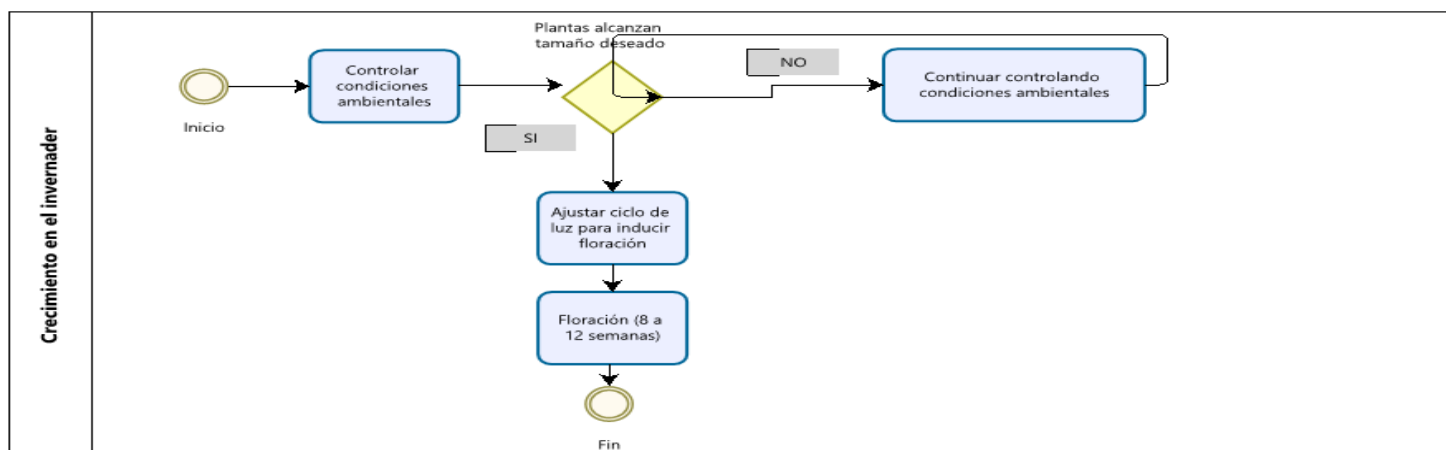 Crecimiento en el invernader
Inicio
Controlar
condiciones
ambientales
Plantas alcanzan
tamaño deseado
NO
Continuar controlando
condiciones ambientales
SI
Ajustar ciclo de
luz para inducir
floración
Floración (8 a
12 semanas)
Fin